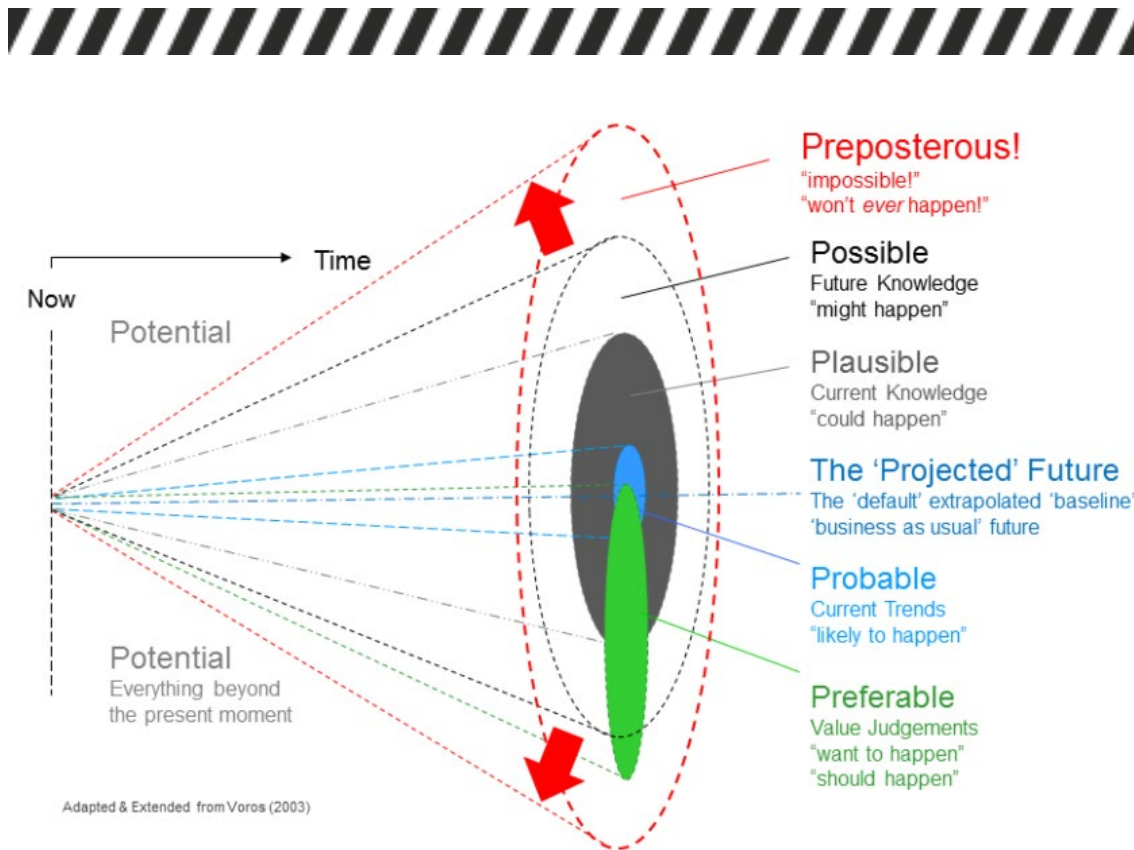 Preposterous!
“impossible!”
“won’t ever happen!”
Time
Now
Potential
Possible
Future Knowledge
“might happen”
Plausible
Current Knowledge
“could happen”
The ‘Projected’ Future
The ‘default’ extrapolated ‘baseline’
‘business as usual’ future
Probable
Current Trends
“likely to happen”
Potential
Everything beyond
the present moment
Preferable
Value Judgements
“want to happen”
“should happen”
Adapted & Extended from Voros (2003)